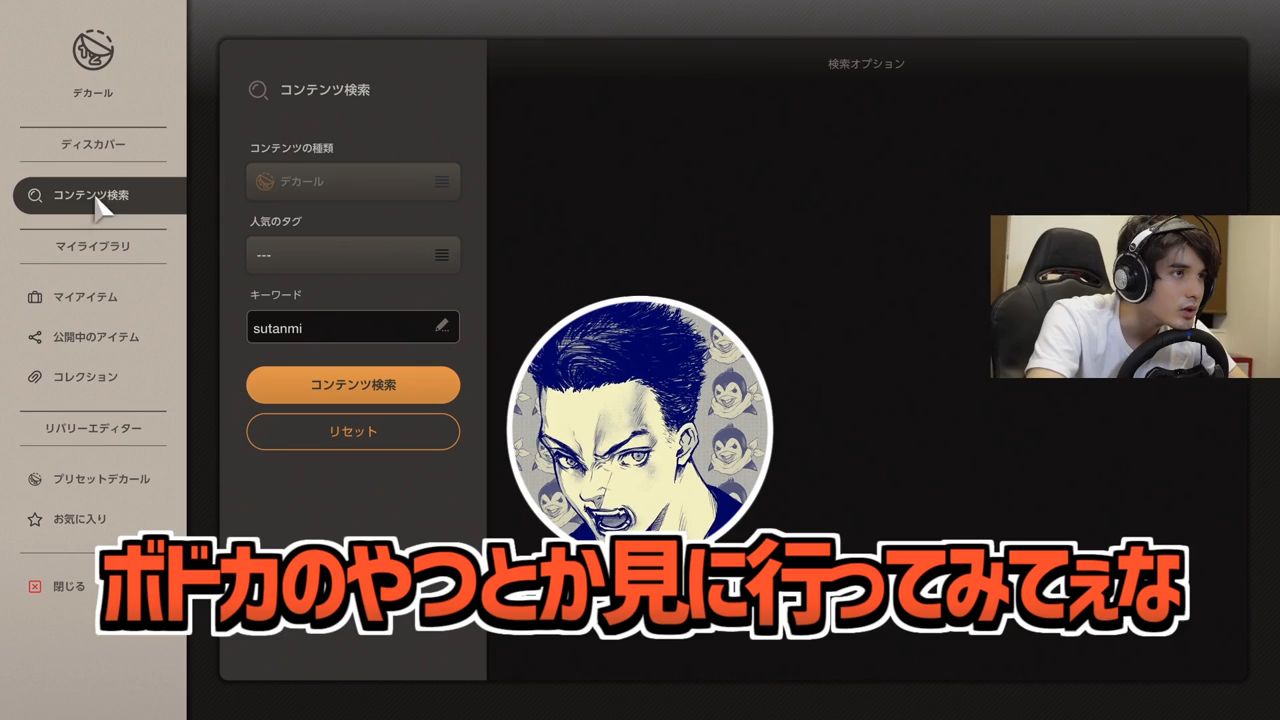 デカール
ディスカバー
コンテンツ検索
マイライブラリ
マイアイテム
公開中のアイテム
コレクション
リバリーエディター
プリセットデカール
お気に入り
閉じる
コンテンツ検索
コンテンツの種類
デカール
人気のタグ
---
キーワード
sutanmi
コンテンツ検索
リセット
検索オプション
ボドカのやつとか見に行ってみてぇな